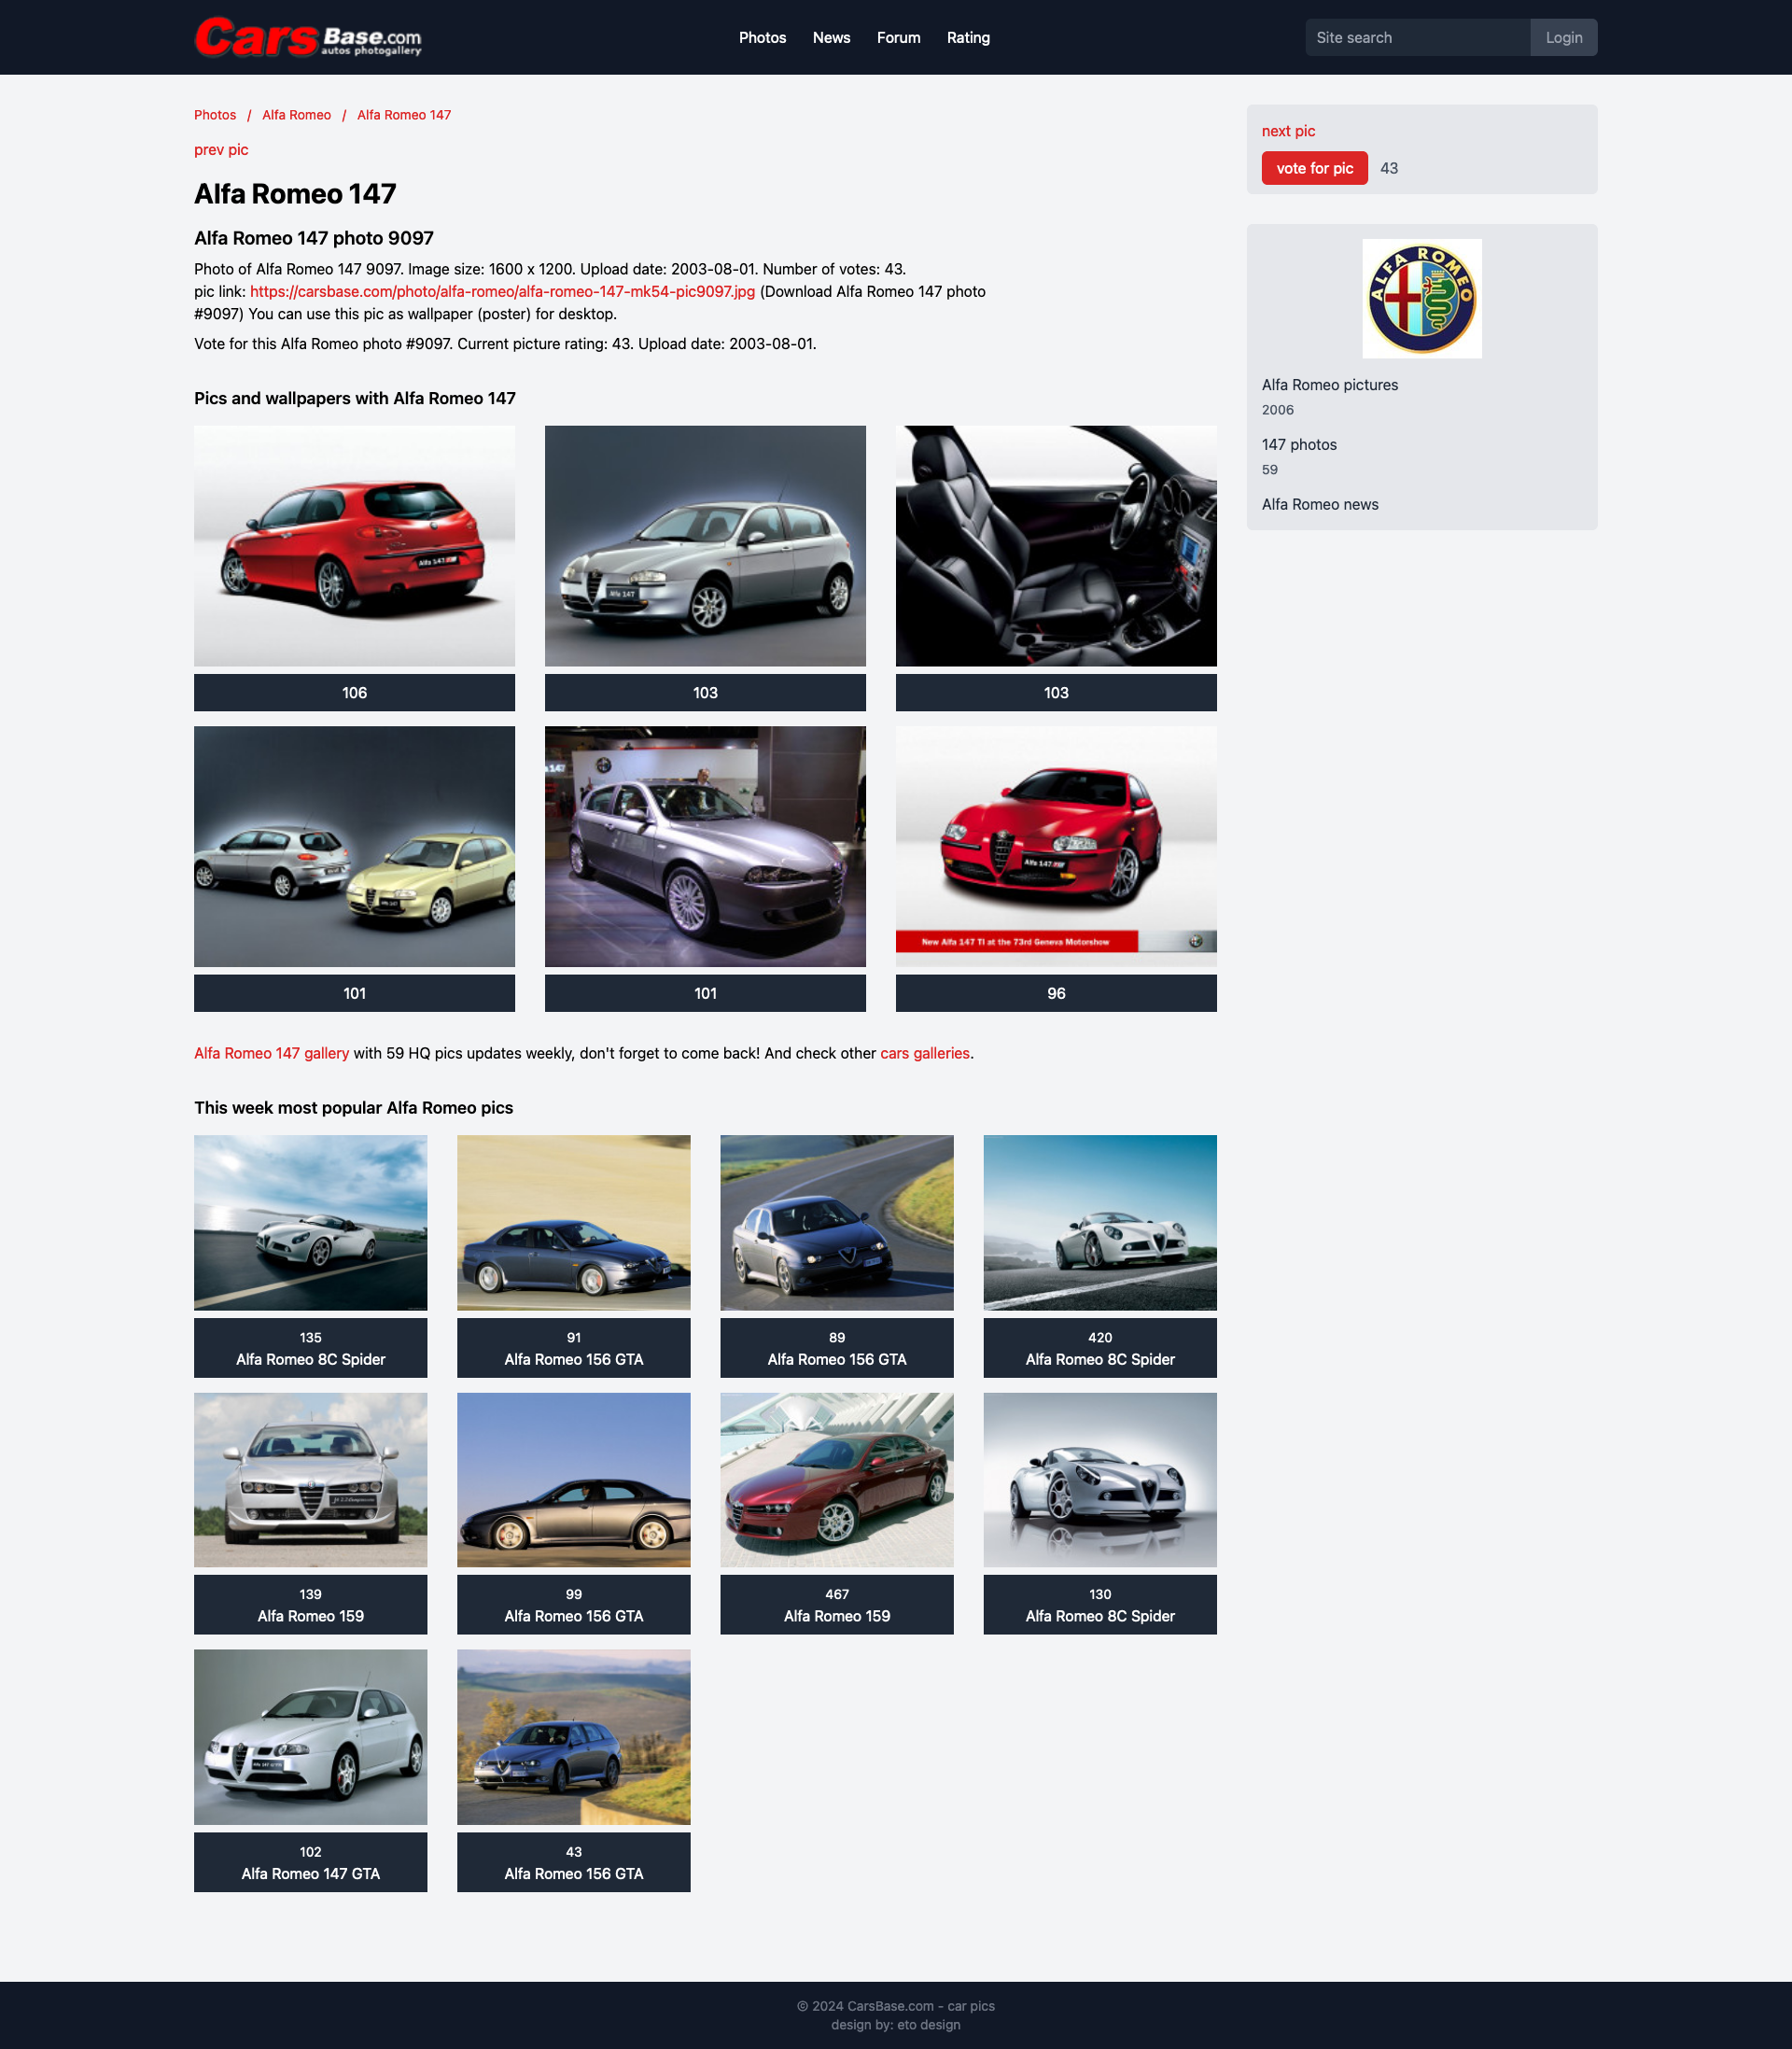 Cars Base.com
autos photogallery
Photos News Forum Rating
Site search Login
Photos / Alfa Romeo / Alfa Romeo 147
prev pic
Alfa Romeo 147
Alfa Romeo 147 photo 9097
Photo of Alfa Romeo 147 9097. Image size: 1600 x 1200. Upload date: 2003-08-01. Number of votes: 43.
pic link: https://carsbase.com/photo/alfa-romeo/alfa-romeo-147-mk54-pic9097.jpg (Download Alfa Romeo 147 photo
#9097) You can use this pic as wallpaper (poster) for desktop.
Vote for this Alfa Romeo photo #9097. Current picture rating: 43. Upload date: 2003-08-01.
next pic
vote for pic 43
ALFA ROMEO
Alfa Romeo pictures
2006
147 photos
59
Alfa Romeo news
Pics and wallpapers with Alfa Romeo 147
Alfa 147
Alfa 147
106 103 103
Alfa 147
New Alfa 147 TI at the 73rd Geneva Motorshow
101 101 96
Alfa Romeo 147 gallery with 59 HQ pics updates weekly, don't forget to come back! And check other cars galleries.
This week most popular Alfa Romeo pics
135
Alfa Romeo 8C Spider
91
Alfa Romeo 156 GTA
89
Alfa Romeo 156 GTA
420
Alfa Romeo 8C Spider
139
Alfa Romeo 159
99
Alfa Romeo 156 GTA
467
Alfa Romeo 159
130
Alfa Romeo 8C Spider
102
Alfa Romeo 147 GTA
43
Alfa Romeo 156 GTA
© 2024 CarsBase.com - car pics
design by: eto design